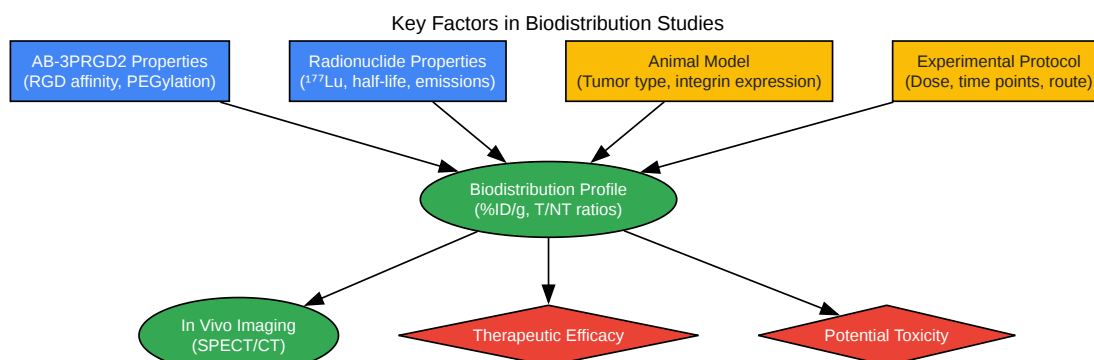 Key Factors in Biodistribution Studies
AB-3PRGD2 Properties
(RGD affinity, PEGylation)
Radionuclide Properties
(¹⁷⁷Lu, half-life, emissions)
Animal Model
(Tumor type, integrin expression)
Experimental Protocol
(Dose, time points, route)
Biodistribution Profile
(%ID/g, T/NT ratios)
In Vivo Imaging
(SPECT/CT)
Therapeutic Efficacy
Potential Toxicity